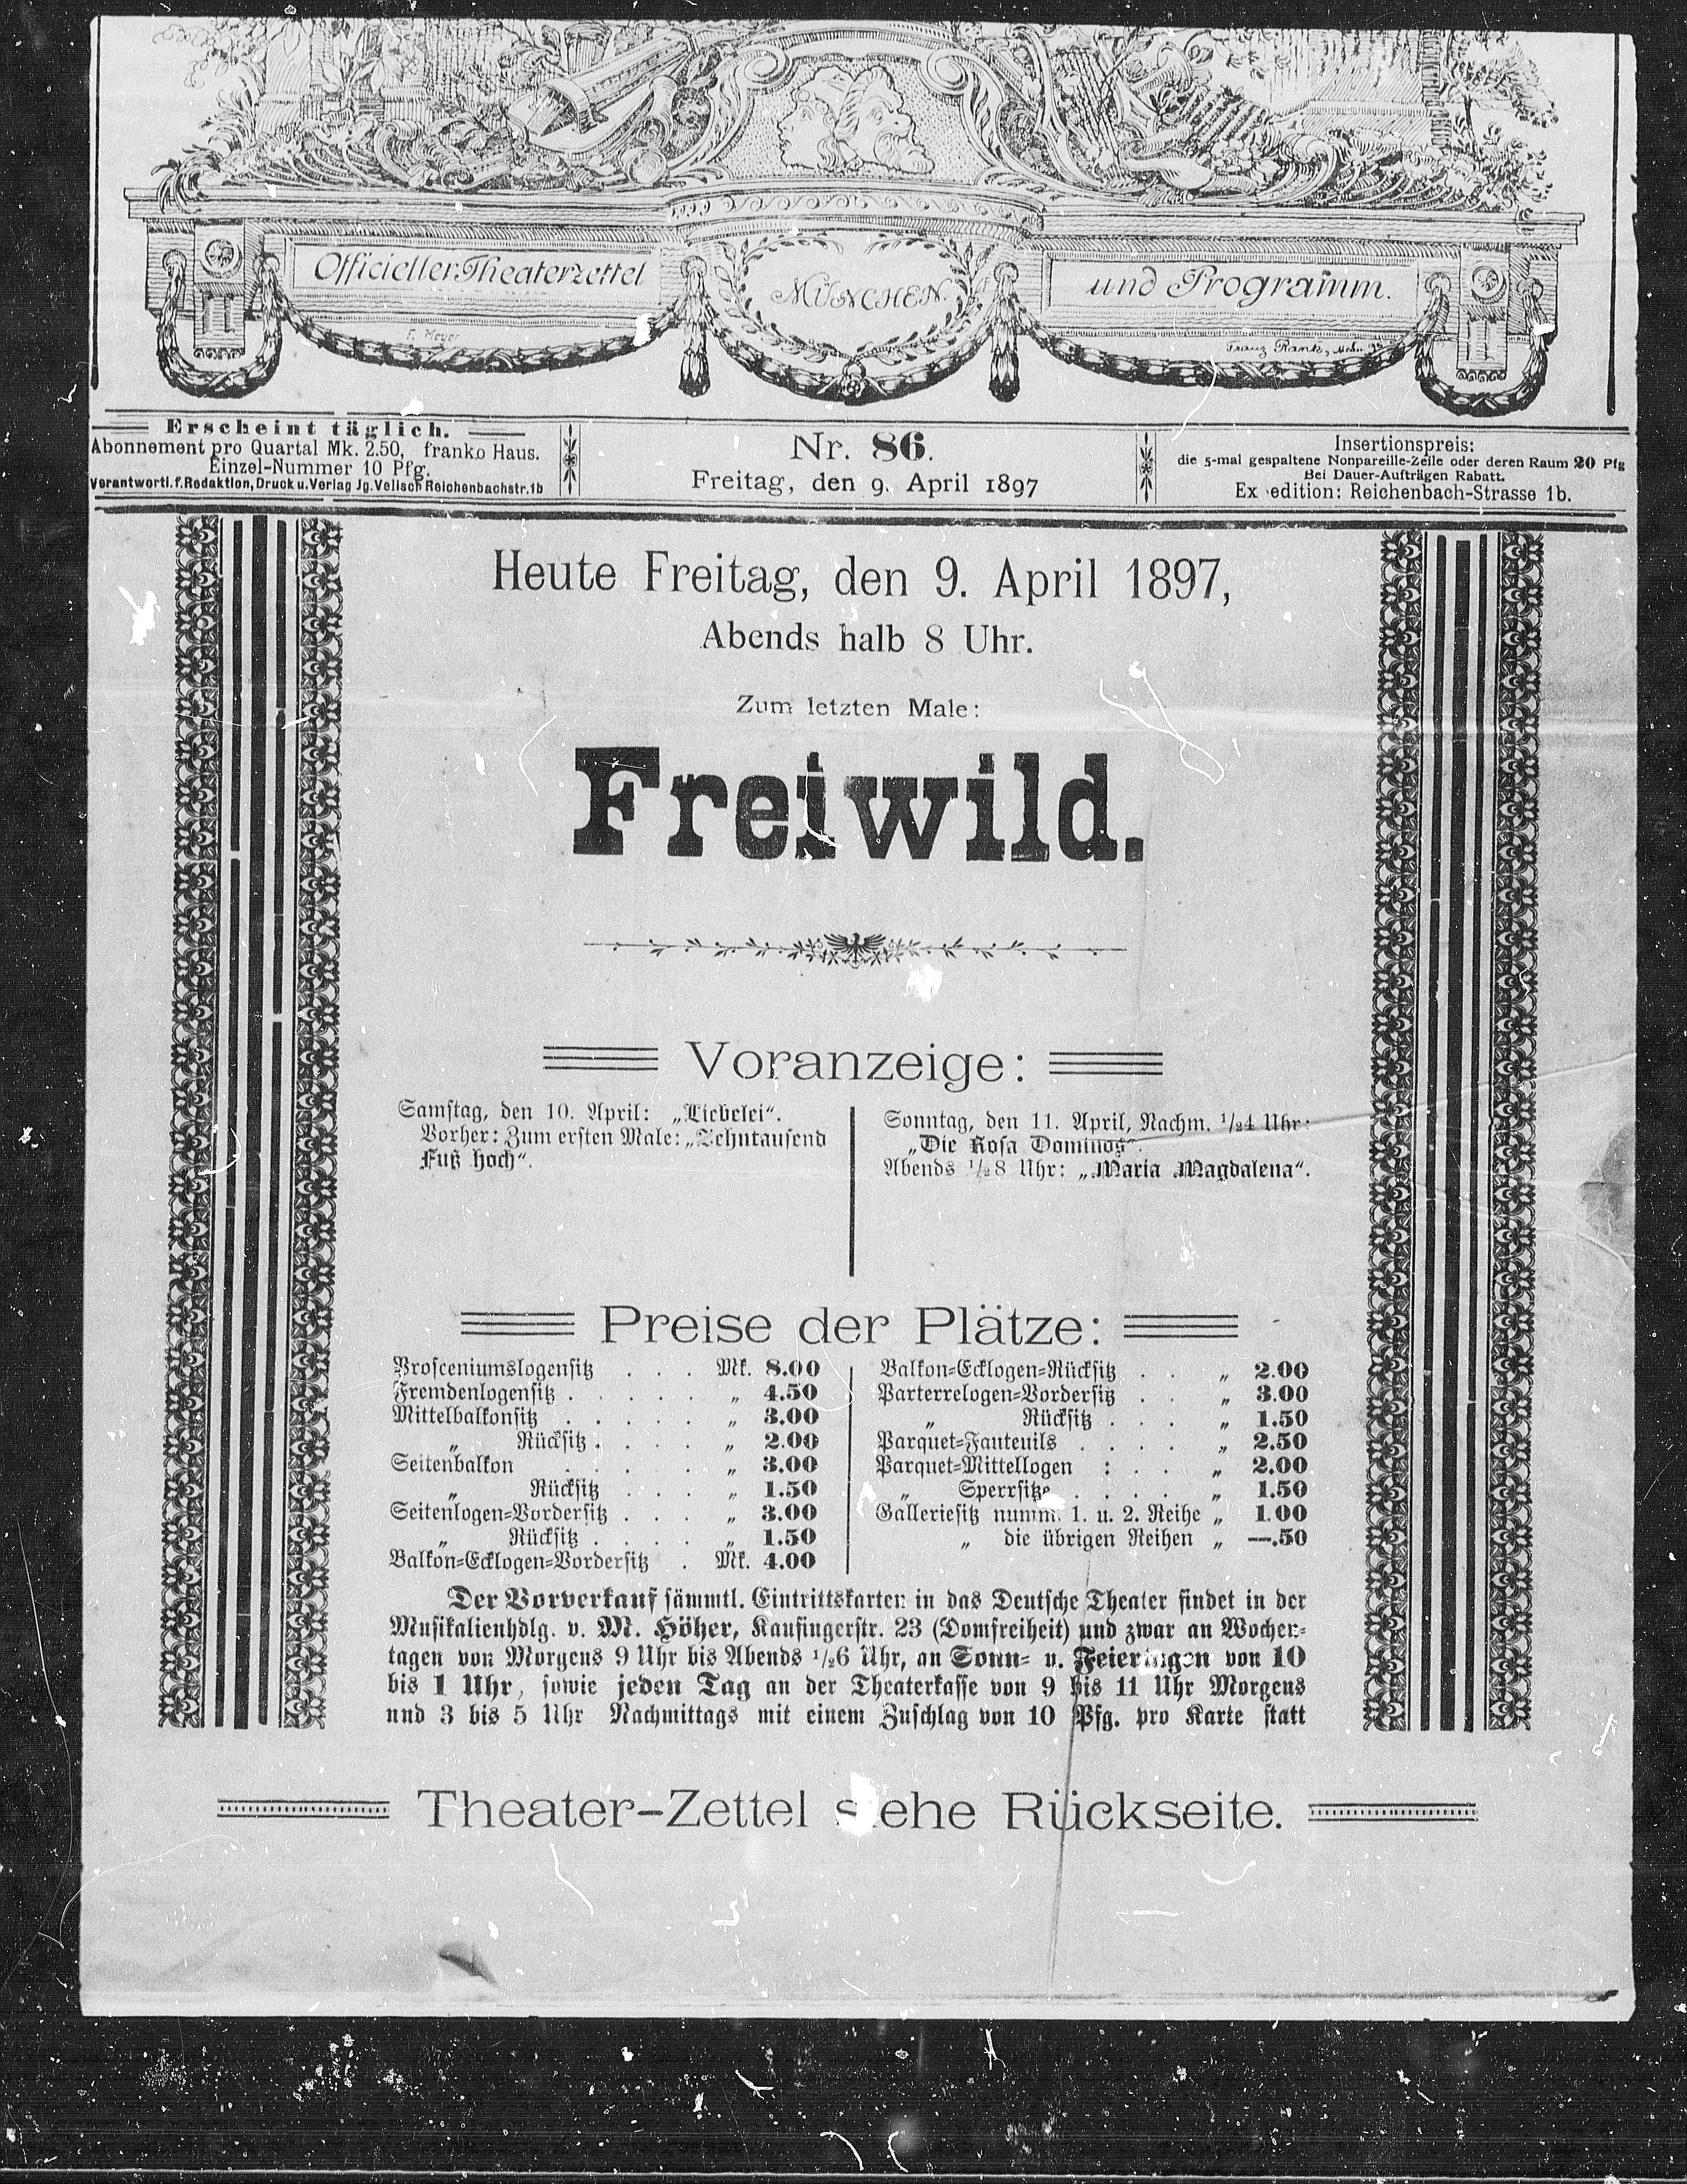 Officieller Theaterzettel
MÜNCHEN.
und Programm.
F. Meyer
Franz Rank,
Erscheint täglich.
Abonnement pro Quartal Mk. 2.50, franko Haus.
Einzel-Nummer 10 Pfg.
Verantwortl. f. Redaktion, Druck u. Verlag Jg. Velisch Reichenbachstr. 1b
Nr. 86.
Freitag, den 9. April 1897
Insertionspreis:
die 5-mal gespaltene Nonpareille-Zeile oder deren Raum 20 Pfg
Bei Dauer-Aufträgen Rabatt.
Ex edition: Reichenbach-Strasse 1b.
Heute Freitag, den 9. April 1897,
Abends halb 8 Uhr.
Zum letzten Male:
Freiwild.
Voranzeige:
Samstag, den 10. April: „Liebelei“.
Vorher: Zum ersten Male: „Zehntausend
Fuß hoch“.
Sonntag, den 11. April, Nachm. 1/24 Uhr:
„Die Rosa Dominos“.
Abends 1/28 Uhr: „Maria Magdalena“.
Preise der Plätze:
Prosceniumslogensitz . . . Mk. 8.00
Fremdenlogensitz . . . . . „ 4.50
Mittelbalkonsitz . . . . . „ 3.00
„ Rücksitz . . . . „ 2.00
Seitenbalkon . . . . „ 3.00
„ Rücksitz . . . . „ 1.50
Seitenlogen-Vordersitz . . . . „ 3.00
„ Rücksitz . . . . . „ 1.50
Balkon-Ecklogen-Vordersitz . Mk. 4.00
Balkon-Ecklogen-Rücksitz . . „ 2.00
Parterrelogen-Vordersitz . . „ 3.00
„ Rücksitz . . . „ 1.50
Parquet-Fauteuils . . . . „ 2.50
Parquet-Mittellogen : . . „ 2.00
„ Sperrsitze . . . . „ 1.50
Galleriesitz numm. 1. u. 2. Reihe „ 1.00
„ die übrigen Reihen „ —.50
Der Vorverkauf sämmtl. Eintrittskarten in das Deutsche Theater findet in der
Musikalienhdlg. v. M. Höher, Kaufingerstr. 23 (Domfreiheit) und zwar an Wochen-
tagen von Morgens 9 Uhr bis Abends 1/26 Uhr, an Sonn- u. Feiertagen von 10
bis 1 Uhr, sowie jeden Tag an der Theaterkasse von 9 bis 11 Uhr Morgens
und 3 bis 5 Uhr Nachmittags mit einem Zuschlag von 10 Pfg. pro Karte statt
Theater-Zettel siehe Rückseite.